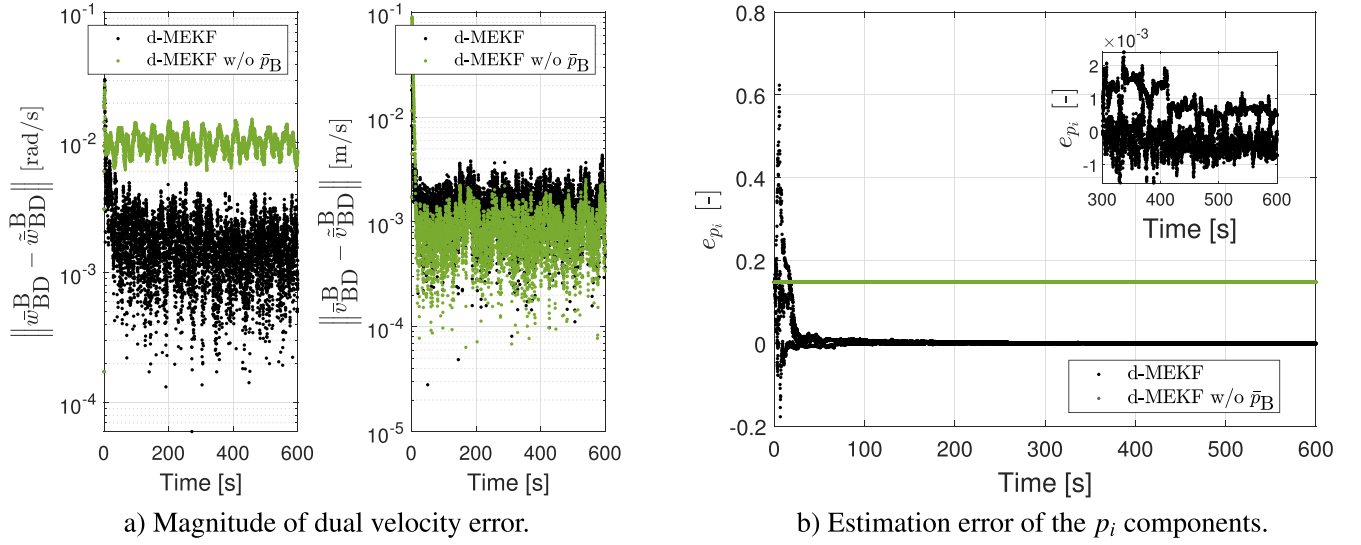 10^-1
10^-2
10^-3
10^-4
‖w̄^B_BD − w̃̄^B_BD‖ [rad/s]
d-MEKF
d-MEKF w/o p̄_B
0 200 400 600
Time [s]
10^-1
10^-2
10^-3
10^-4
10^-5
‖v̄^B_BD − ṽ̄^B_BD‖ [m/s]
d-MEKF
d-MEKF w/o p̄_B
0 200 400 600
Time [s]
a) Magnitude of dual velocity error.
0.8
0.6
0.4
0.2
0
-0.2
e_{p_i} [-]
×10^-3
2
1
0
-1
e_{p_i} [-]
300 400 500 600
Time [s]
d-MEKF
d-MEKF w/o p̄_B
0 100 200 300 400 500 600
Time [s]
b) Estimation error of the p_i components.